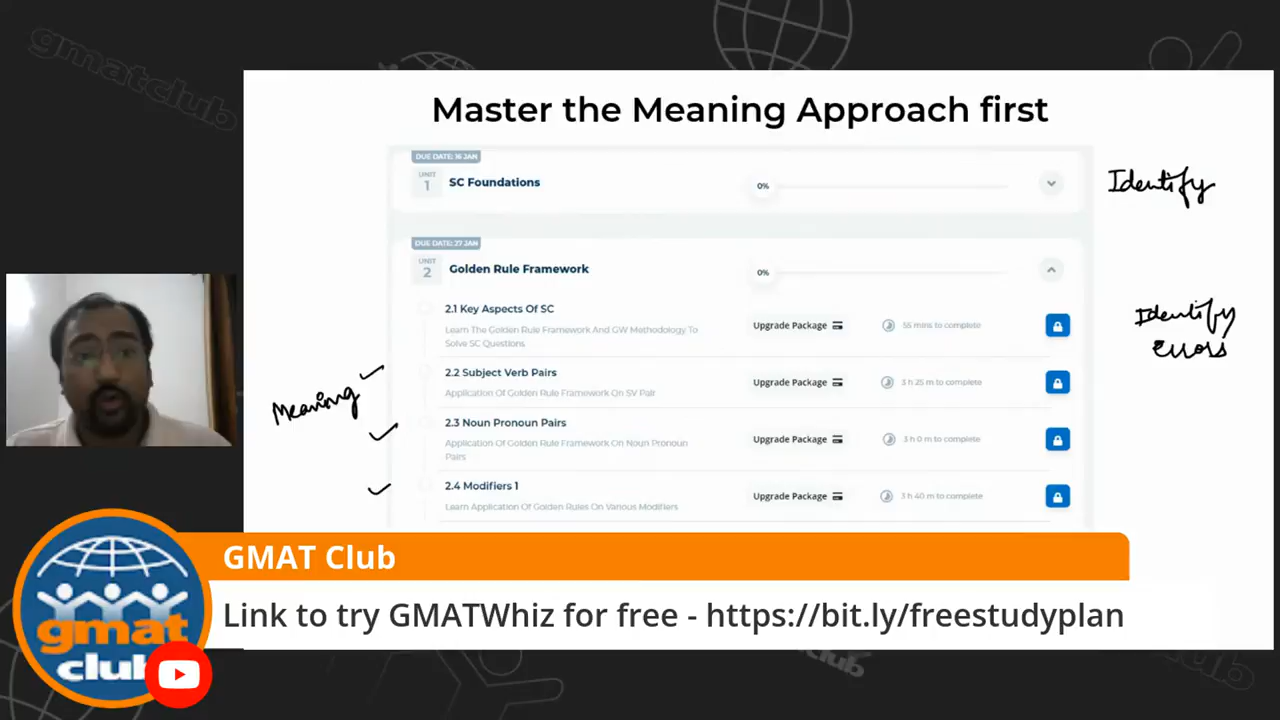 gmatclub
Master the Meaning Approach first
DUE DATE: 16 JAN
UNIT
1
SC Foundations
0%
Identify
DUE DATE: 27 JAN
UNIT
2
Golden Rule Framework
0%
2.1 Key Aspects Of SC
Learn The Golden Rule Framework And GW Methodology To
Solve SC Questions
Upgrade Package
55 mins to complete
Identify
Errors
2.2 Subject Verb Pairs
Application Of Golden Rule Framework On SV Pair
Upgrade Package
3 h 25 m to complete
Meaning
2.3 Noun Pronoun Pairs
Application Of Golden Rule Framework On Noun Pronoun
Pairs
Upgrade Package
3 h 0 m to complete
2.4 Modifiers 1
Learn Application Of Golden Rules On Various Modifiers
Upgrade Package
3 h 40 m to complete
GMAT Club
Link to try GMATWhiz for free - https://bit.ly/freestudyplan
gmat
club
club